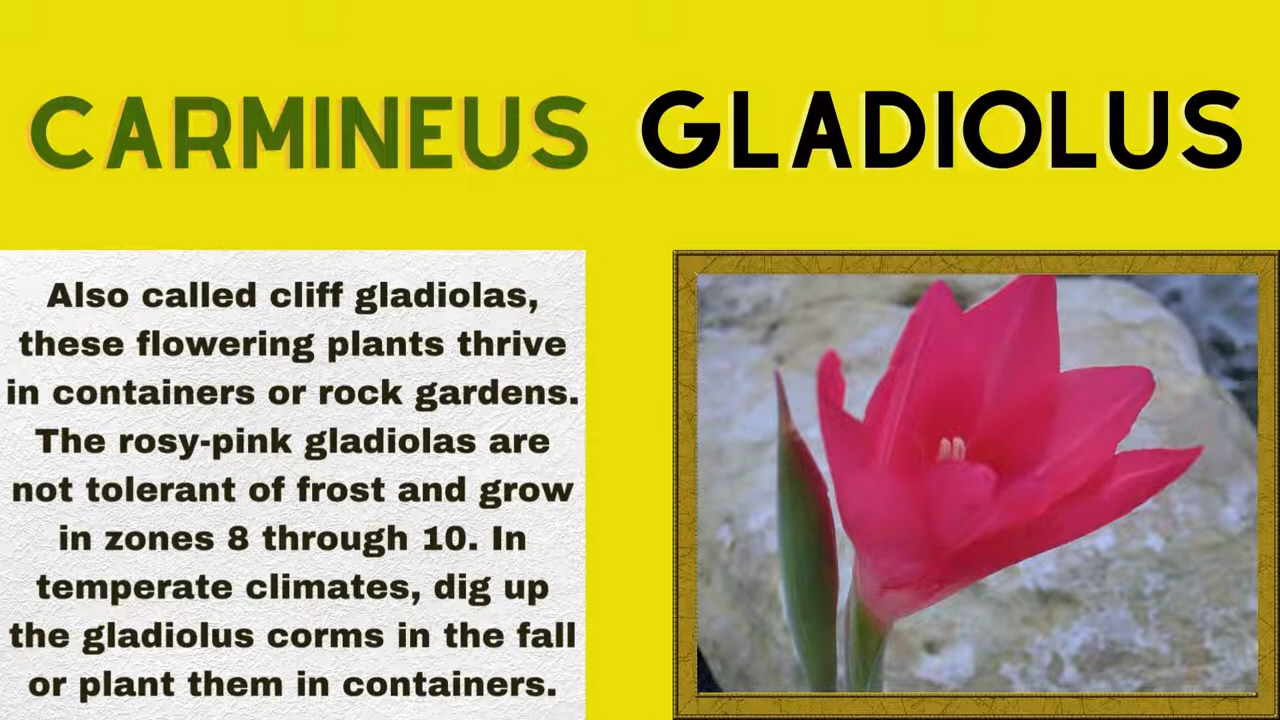 CARMINEUS GLADIOLUS
Also called cliff gladiolas,
these flowering plants thrive
in containers or rock gardens.
The rosy-pink gladiolas are
not tolerant of frost and grow
in zones 8 through 10. In
temperate climates, dig up
the gladiolus corms in the fall
or plant them in containers.